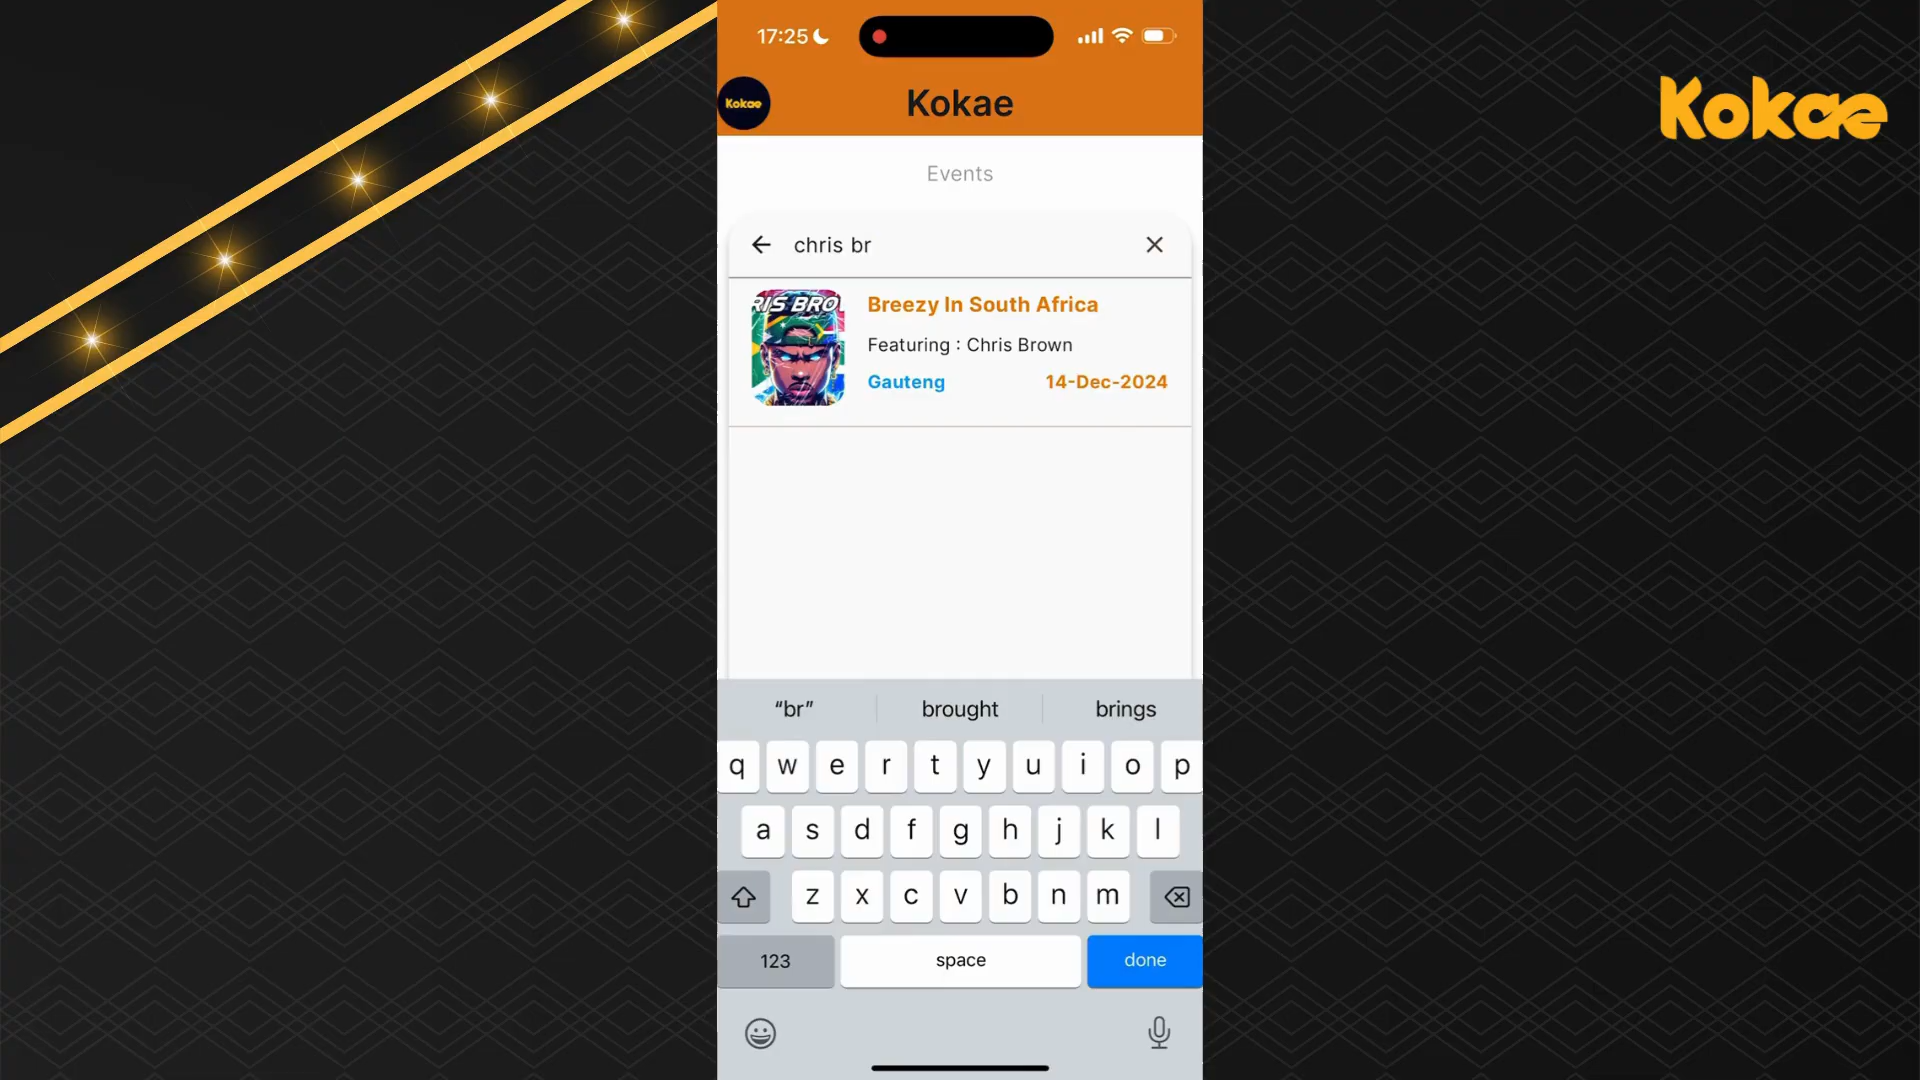 17:25
Kokae
Kokae
Kokae
Events
chris br
RIS BRO
Breezy In South Africa
Featuring : Chris Brown
Gauteng 14-Dec-2024
“br” brought brings
q w e r t y u i o p
a s d f g h j k l
z x c v b n m
123 space done